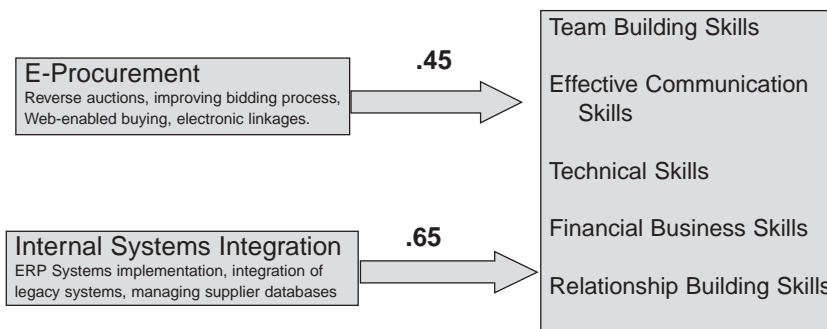 E-Procurement
Reverse auctions, improving bidding process,
Web-enabled buying, electronic linkages.
.45
Internal Systems Integration
ERP Systems implementation, integration of
legacy systems, managing supplier databases
.65
Team Building Skills
Effective Communication
Skills
Technical Skills
Financial Business Skills
Relationship Building Skills